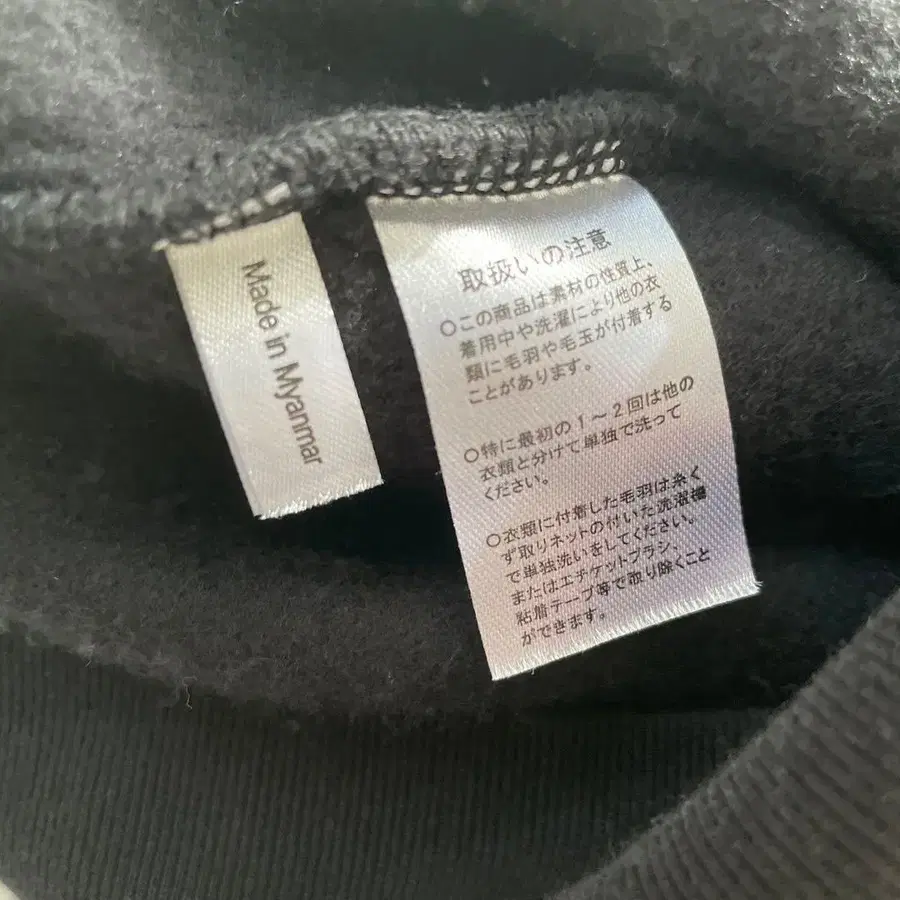 Made in Myanmar
取扱いの注意
○この商品は素材の性質上、
着用中や洗濯により他の衣
類に毛羽や毛玉が付着する
ことがあります。
○特に最初の1～2回は他の
衣類と分けて単独で洗って
ください。
○衣類に付着した毛羽は糸く
ず取りネットの付いた洗濯機
で単独洗いをしてください。
またはエチケットブラシ、
粘着テープ等で取り除くこと
ができます。